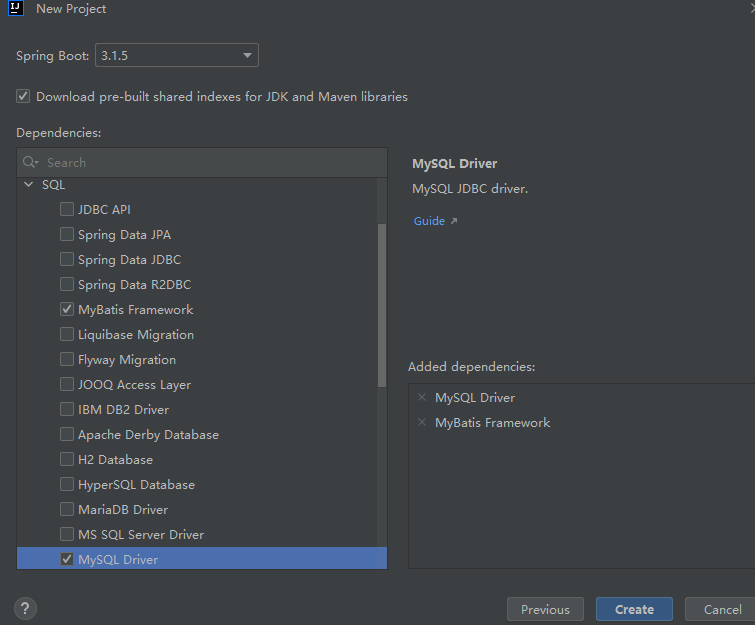 IJ New Project
Spring Boot: 3.1.5
Download pre-built shared indexes for JDK and Maven libraries
Dependencies:
Search
SQL
JDBC API
Spring Data JPA
Spring Data JDBC
Spring Data R2DBC
MyBatis Framework
Liquibase Migration
Flyway Migration
JOOQ Access Layer
IBM DB2 Driver
Apache Derby Database
H2 Database
HyperSQL Database
MariaDB Driver
MS SQL Server Driver
MySQL Driver
MySQL Driver
MySQL JDBC driver.
Guide
Added dependencies:
MySQL Driver
MyBatis Framework
? Previous Create Cancel